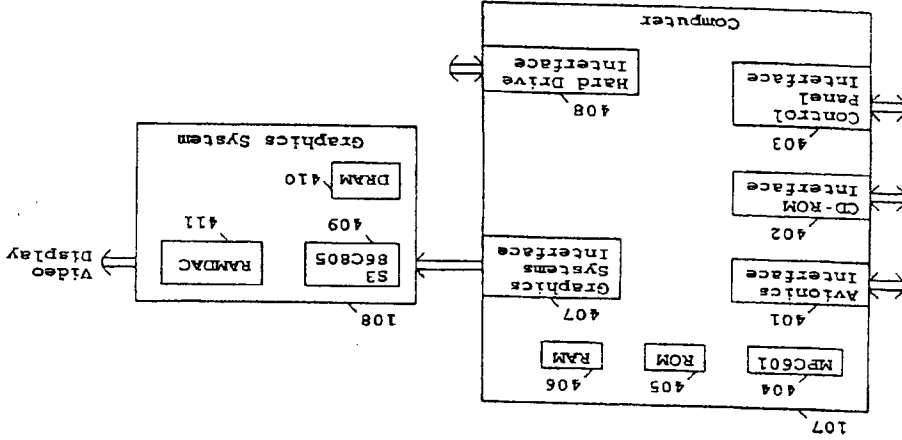 107
404
405
406
MPC601
ROM
RAM
401
Avionics
Interface
407
Graphics
Systems
Interface
402
CD-ROM
Interface
403
Control
Panel
Interface
408
Hard Drive
Interface
Computer
108
S3
86C805
409
RAMDAC
411
DRAM
410
Graphics System
Video
Display